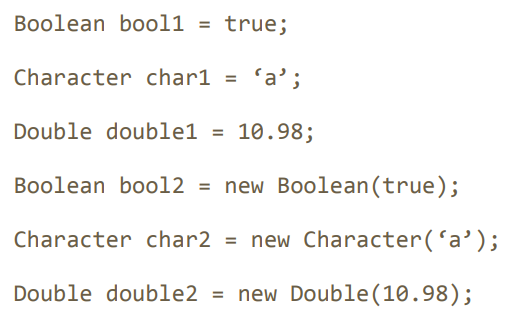 Boolean bool1 = true;
Character char1 = ‘a’;
Double double1 = 10.98;
Boolean bool2 = new Boolean(true);
Character char2 = new Character(‘a’);
Double double2 = new Double(10.98);